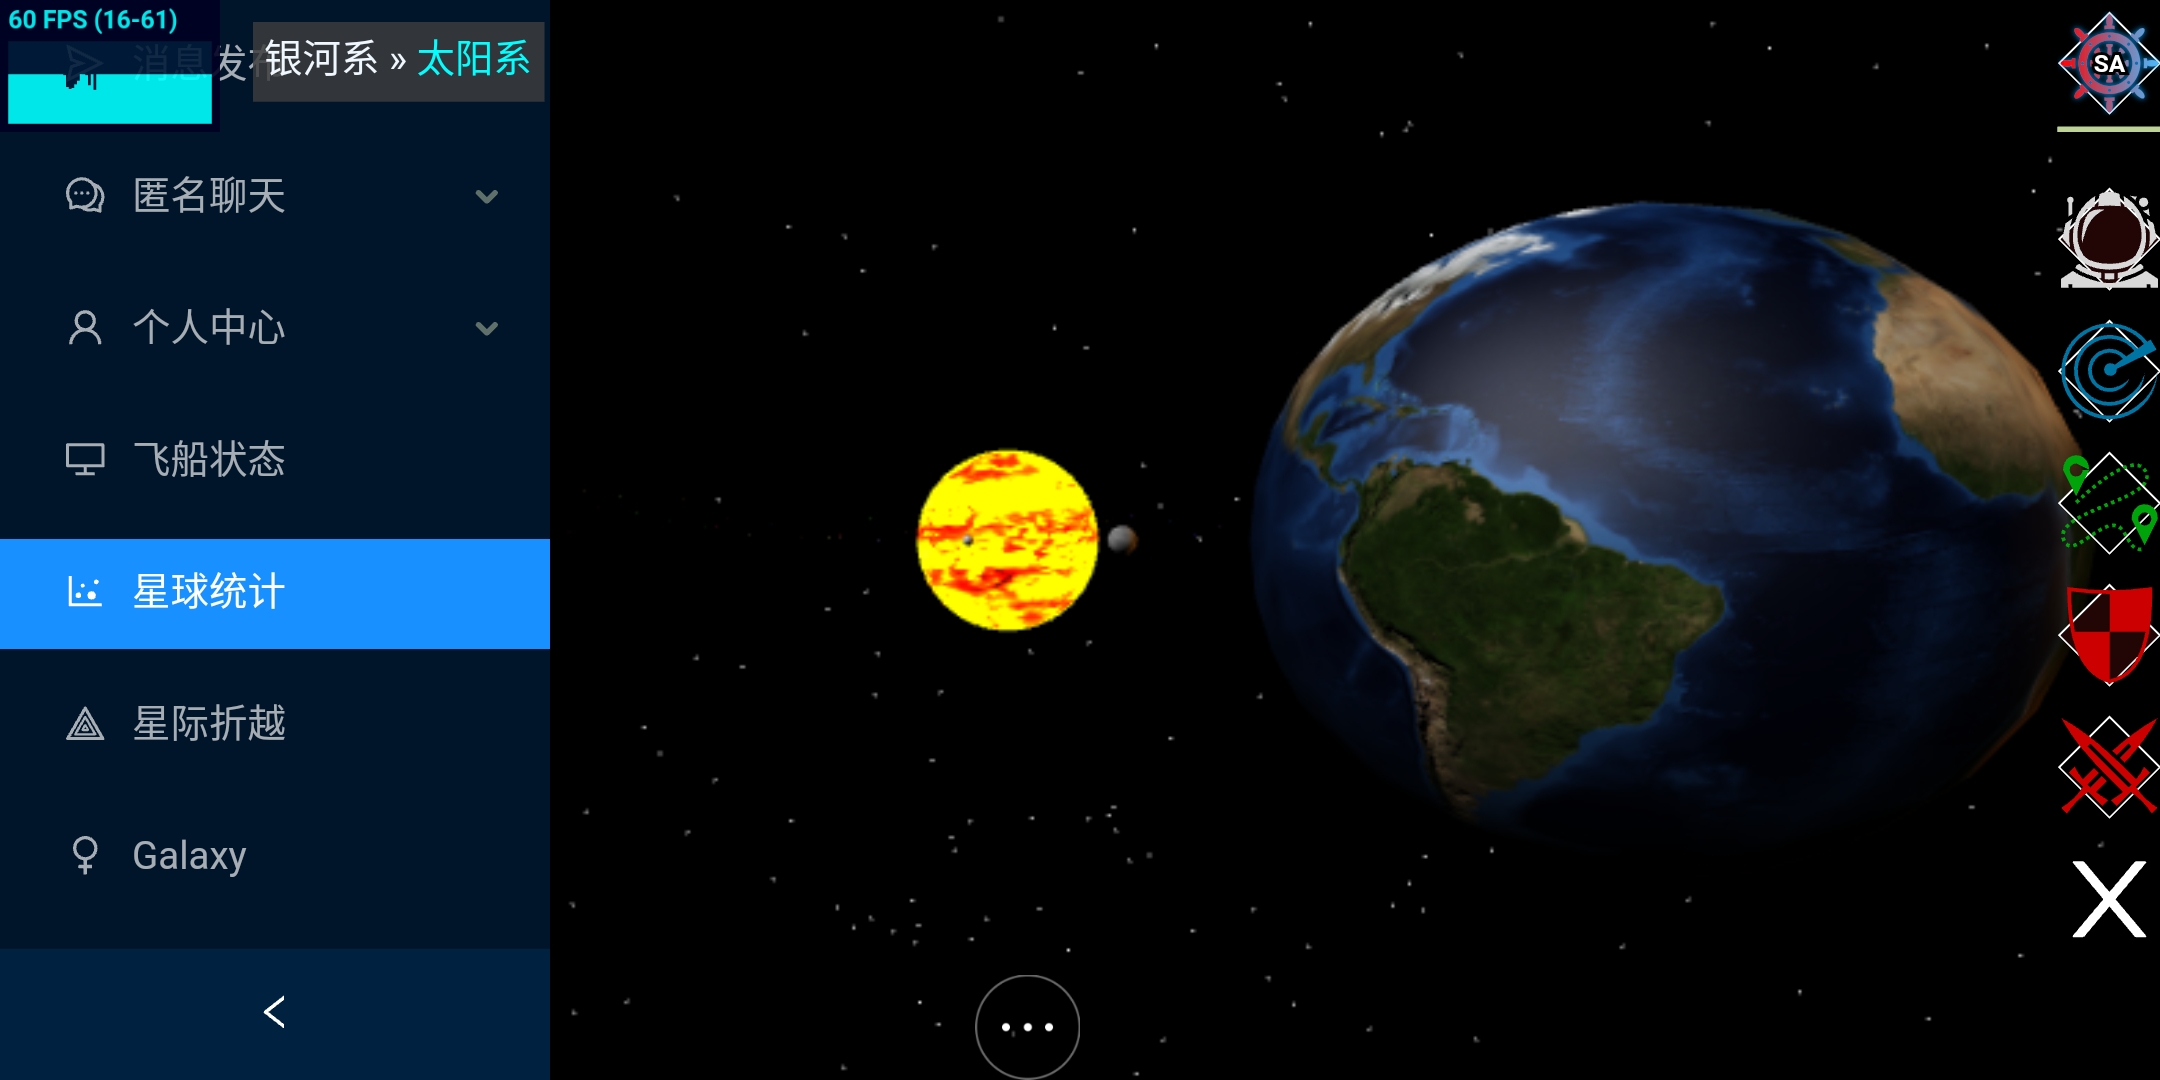 60 FPS (16-61)
消息发布
银河系 » 太阳系
SA
匿名聊天
个人中心
飞船状态
星球统计
星际折越
Galaxy